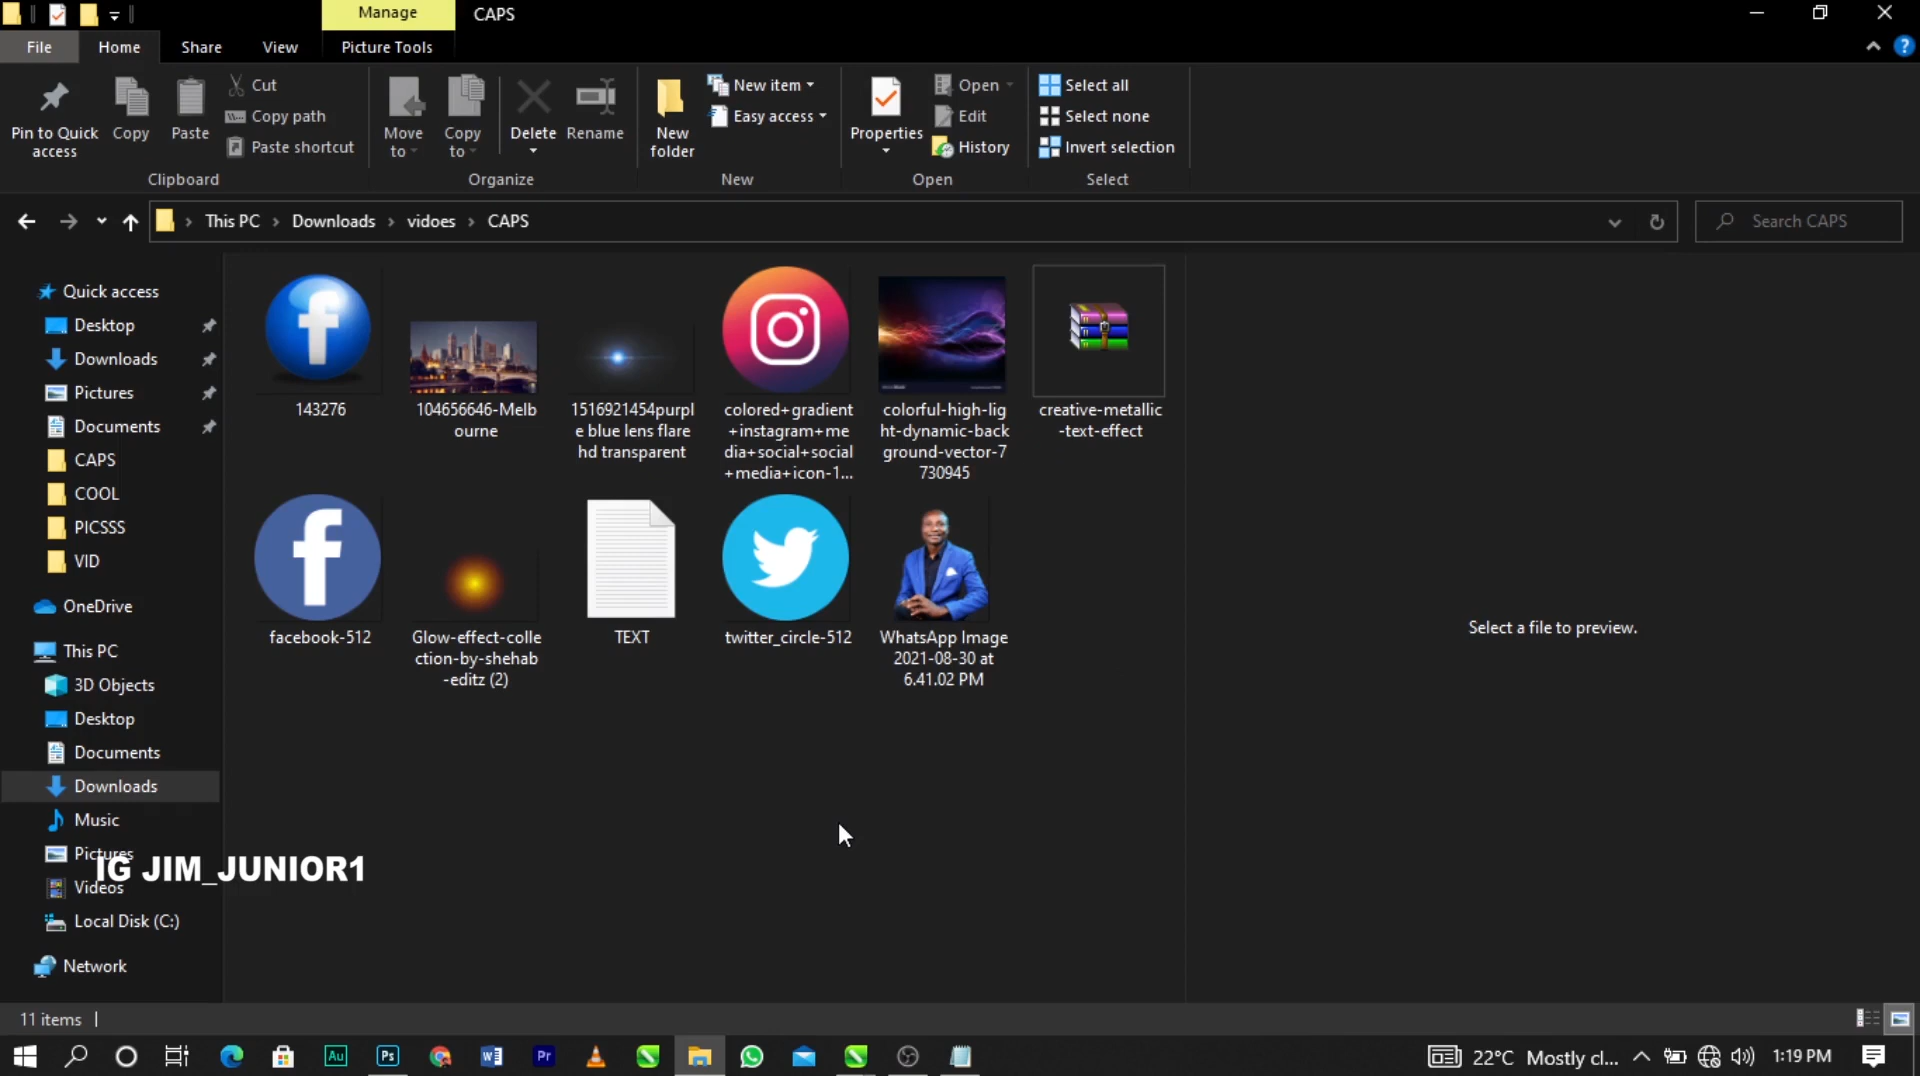 Manage
CAPS
File
Home
Share
View
Picture Tools
Pin to Quick access
Copy
Paste
Cut
Copy path
Paste shortcut
Clipboard
Move to
Copy to
Delete
Rename
Organize
New folder
New item
Easy access
New
Properties
Open
Edit
History
Open
Select all
Select none
Invert selection
Select
This PC
Downloads
vidoes
CAPS
Search CAPS
Quick access
Desktop
Downloads
Pictures
Documents
CAPS
COOL
PICSSS
VID
OneDrive
This PC
3D Objects
Desktop
Documents
Downloads
Music
Pictures
IG JIM_JUNIOR1
Videos
Local Disk (C:)
Network
143276
104656646-Melb
ourne
1516921454purpl
e blue lens flare
hd transparent
colored+gradient
+instagram+me
dia+social+social
+media+icon-1...
colorful-high-lig
ht-dynamic-back
ground-vector-7
730945
creative-metallic
-text-effect
facebook-512
Glow-effect-colle
ction-by-shehab
-editz (2)
TEXT
twitter_circle-512
WhatsApp Image
2021-08-30 at
6.41.02 PM
Select a file to preview.
11 items
Au
Ps
Pr
22°C Mostly cl...
1:19 PM